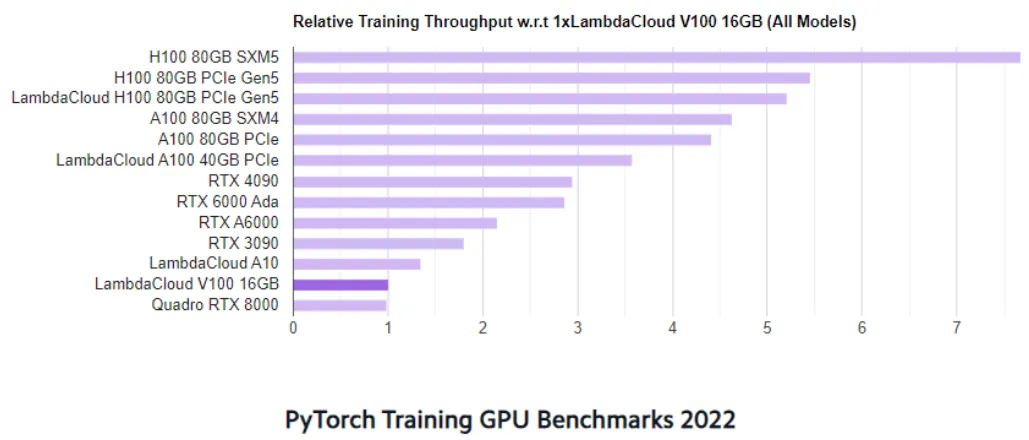 Relative Training Throughput w.r.t 1xLambdaCloud V100 16GB (All Models)
H100 80GB SXM5
H100 80GB PCIe Gen5
LambdaCloud H100 80GB PCIe Gen5
A100 80GB SXM4
A100 80GB PCIe
LambdaCloud A100 40GB PCIe
RTX 4090
RTX 6000 Ada
RTX A6000
RTX 3090
LambdaCloud A10
LambdaCloud V100 16GB
Quadro RTX 8000
0 1 2 3 4 5 6 7
PyTorch Training GPU Benchmarks 2022